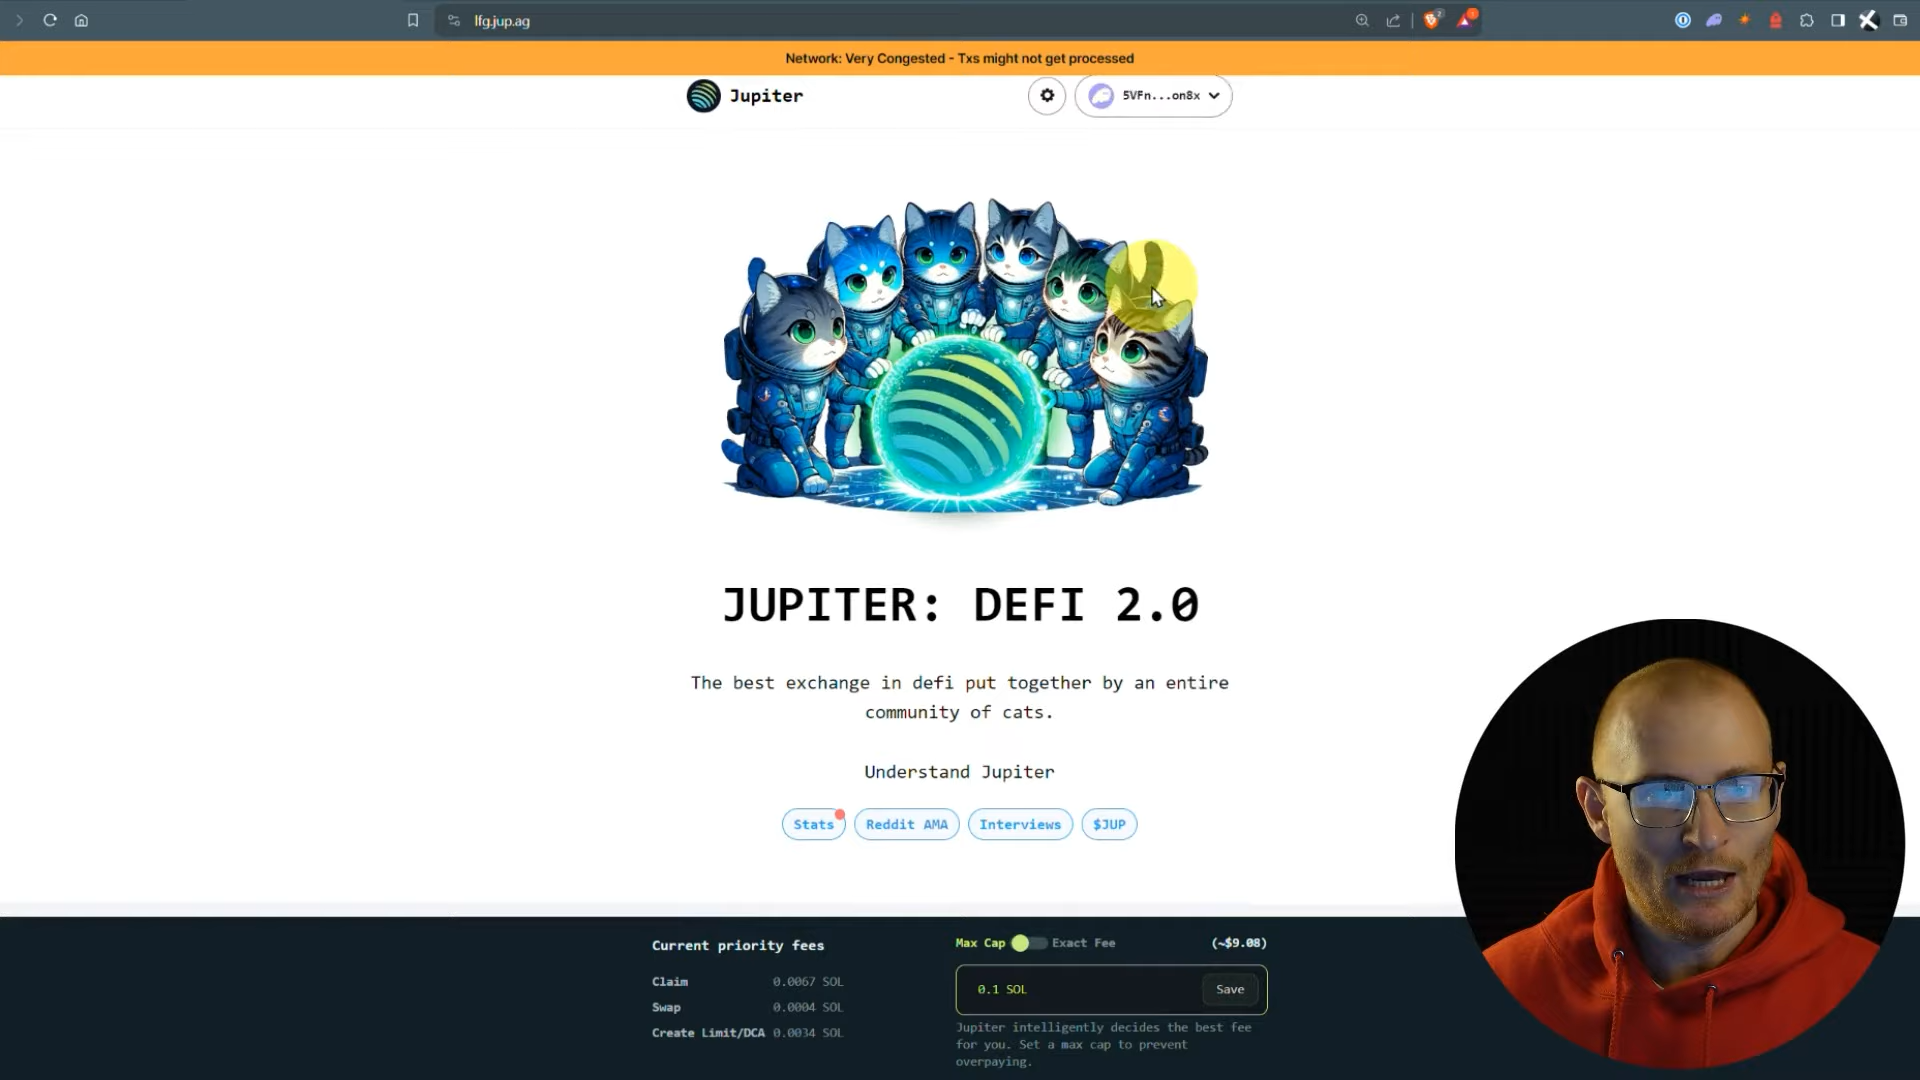 lfg.jup.ag
Network: Very Congested - Txs might not get processed
Jupiter
5VFn...on8x
JUPITER: DEFI 2.0
The best exchange in defi put together by an entire
community of cats.
Understand Jupiter
Stats
Reddit AMA
Interviews
$JUP
Current priority fees
Claim 0.0067 SOL
Swap 0.0004 SOL
Create Limit/DCA 0.0034 SOL
Max Cap Exact Fee (~$9.08)
0.1 SOL
Save
Jupiter intelligently decides the best fee
for you. Set a max cap to prevent
overpaying.